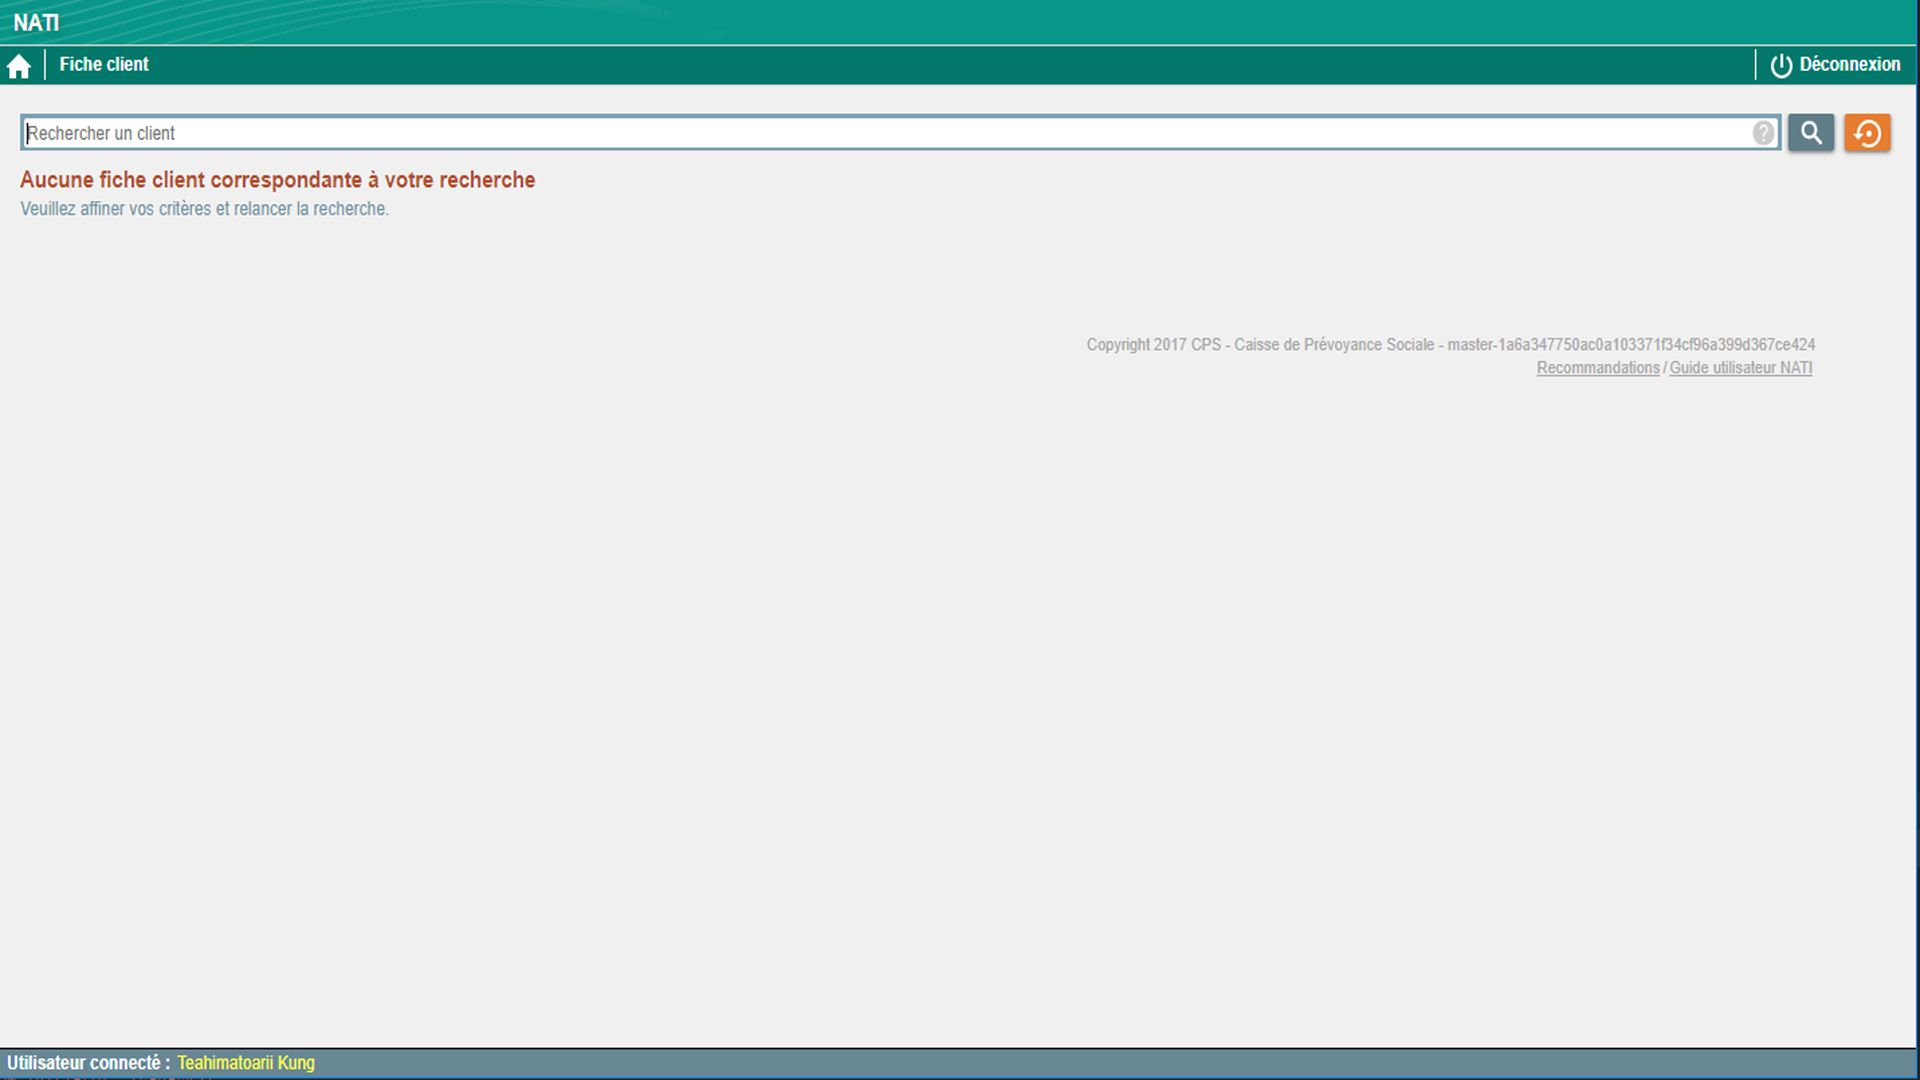 NATI
Fiche client
Déconnexion
Rechercher un client
?
Aucune fiche client correspondante à votre recherche
Veuillez affiner vos critères et relancer la recherche.
Copyright 2017 CPS - Caisse de Prévoyance Sociale - master-1a6a347750ac0a103371f34cf96a399d367ce424
Recommandations / Guide utilisateur NATI
Utilisateur connecté : Teahimatoarii Kung